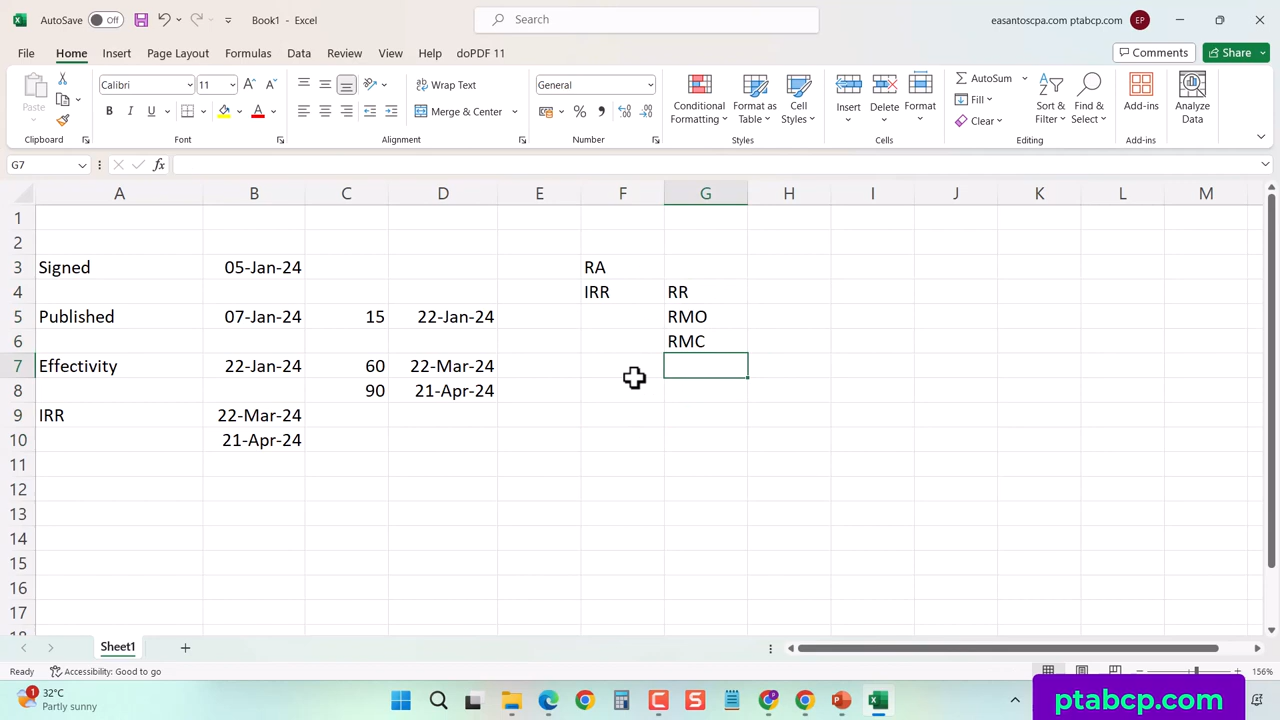 AutoSave Off Book1 - Excel Search easantoscpa.com ptabcp.com EP
File Home Insert Page Layout Formulas Data Review View Help doPDF 11 Comments Share
Paste Calibri 11 Wrap Text General Conditional Formatting Format as Table Cell Styles Insert Delete Format AutoSum Sort & Filter Find & Select Add-ins Analyze Data
B I U Merge & Center Fill
Clear
Clipboard Font Alignment Number Styles Cells Editing Add-ins
G7 fx
A B C D E F G H I J K L M
1
2
3 Signed 05-Jan-24 RA
4 IRR RR
5 Published 07-Jan-24 15 22-Jan-24 RMO
6 RMC
7 Effectivity 22-Jan-24 60 22-Mar-24
8 90 21-Apr-24
9 IRR 22-Mar-24
10 21-Apr-24
11
12
13
14
15
16
17
18
Sheet1
Ready Accessibility: Good to go 156%
1 32°C
Partly sunny
ptabcp.com